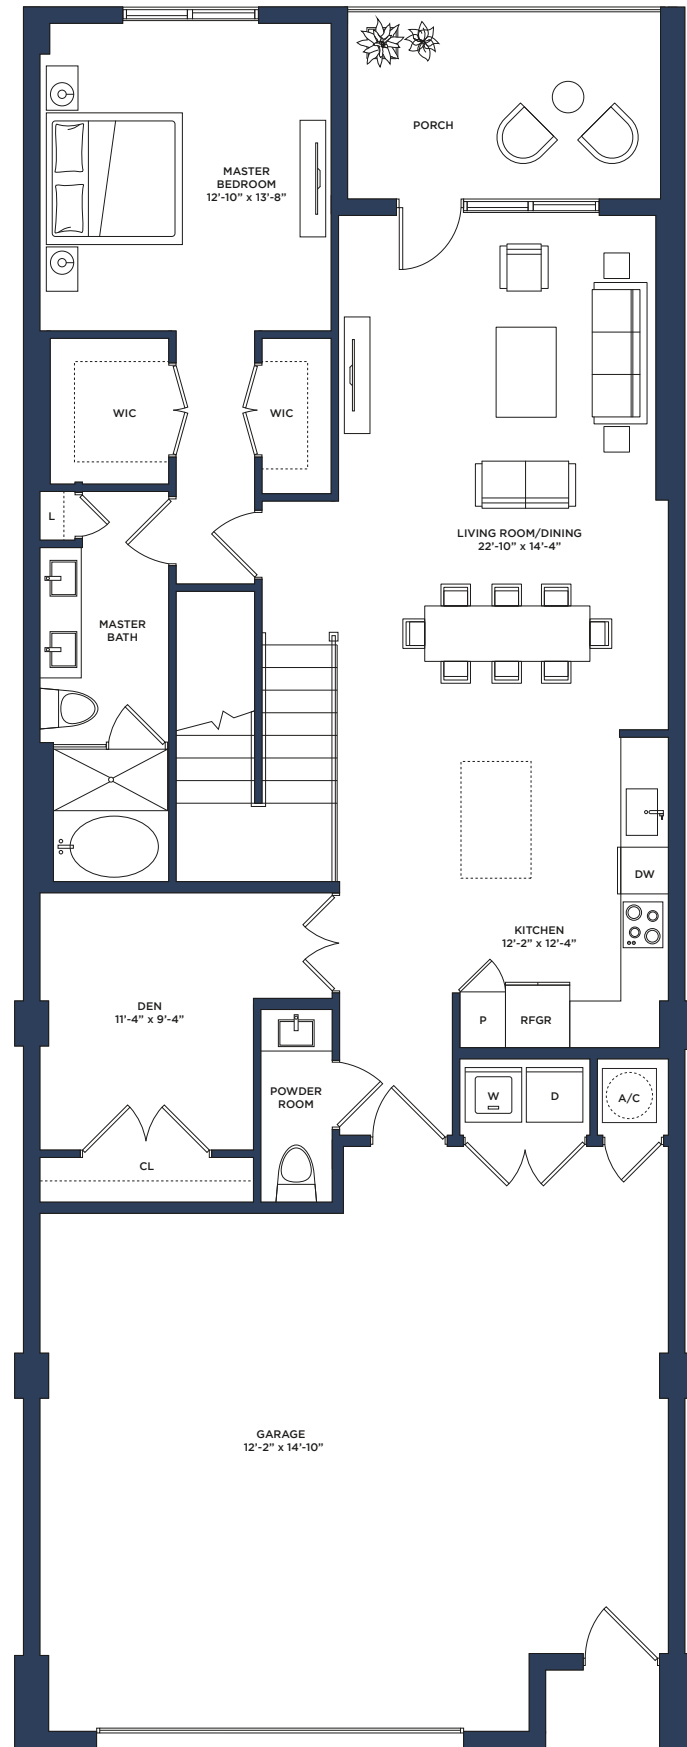 PORCH
MASTER
BEDROOM
12'-10" x 13'-8"
WIC
WIC
L
LIVING ROOM/DINING
22'-10" x 14'-4"
MASTER
BATH
DW
KITCHEN
12'-2" x 12'-4"
DEN
11'-4" x 9'-4"
P
RFGR
POWDER
ROOM
W
D
A/C
CL
GARAGE
12'-2" x 14'-10"